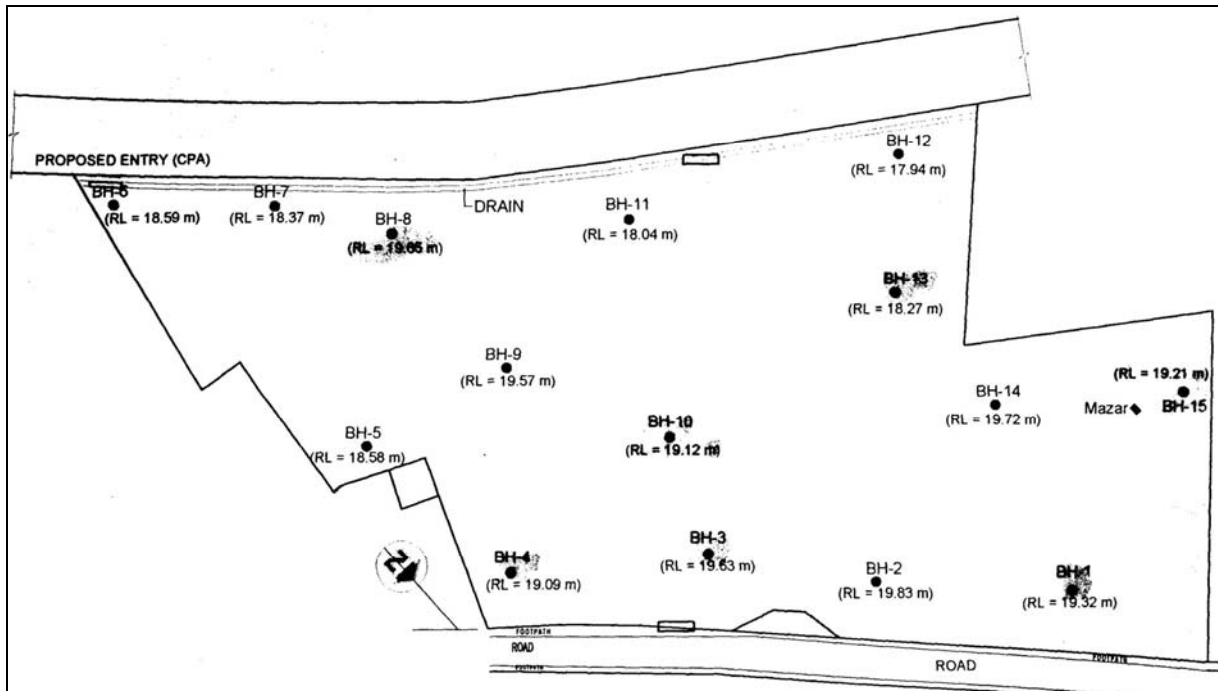 PROPOSED ENTRY (CPA)
BH-12
(RL = 17.94 m)
BH-6
(RL = 18.59 m)
BH-7
(RL = 18.37 m)
BH-8
(RL = 19.65 m)
DRAIN
BH-11
(RL = 18.04 m)
BH-13
(RL = 18.27 m)
BH-9
(RL = 19.57 m)
(RL = 19.21 m)
BH-15
BH-14
(RL = 19.72 m)
Mazar
BH-5
(RL = 18.58 m)
BH-10
(RL = 19.12 m)
BH-3
(RL = 19.63 m)
BH-4
(RL = 19.09 m)
BH-2
(RL = 19.83 m)
BH-1
(RL = 19.32 m)
N
FOOTPATH
ROAD
FOOTPATH
ROAD
FOOTPATH